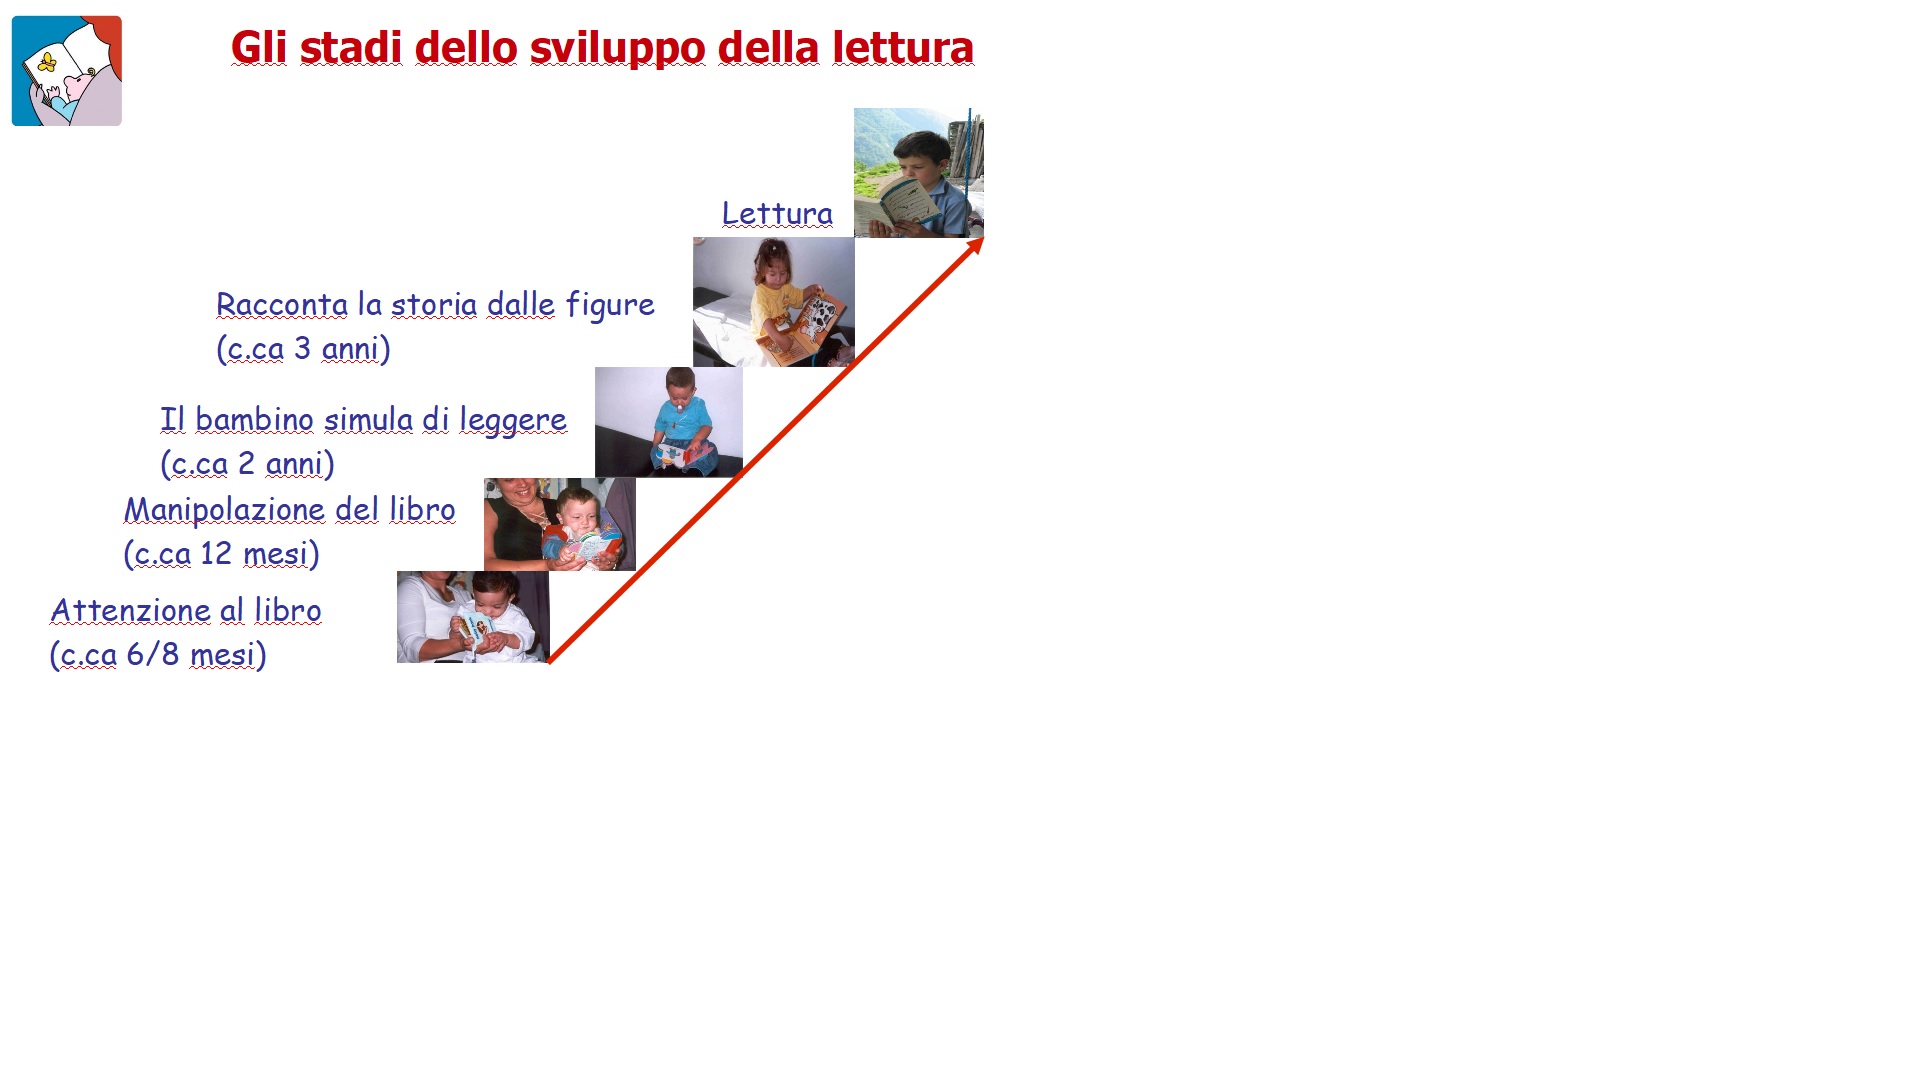 Gli stadi dello sviluppo della lettura
Lettura
Racconta la storia dalle figure
(c.ca 3 anni)
Il bambino simula di leggere
(c.ca 2 anni)
Manipolazione del libro
(c.ca 12 mesi)
Attenzione al libro
(c.ca 6/8 mesi)